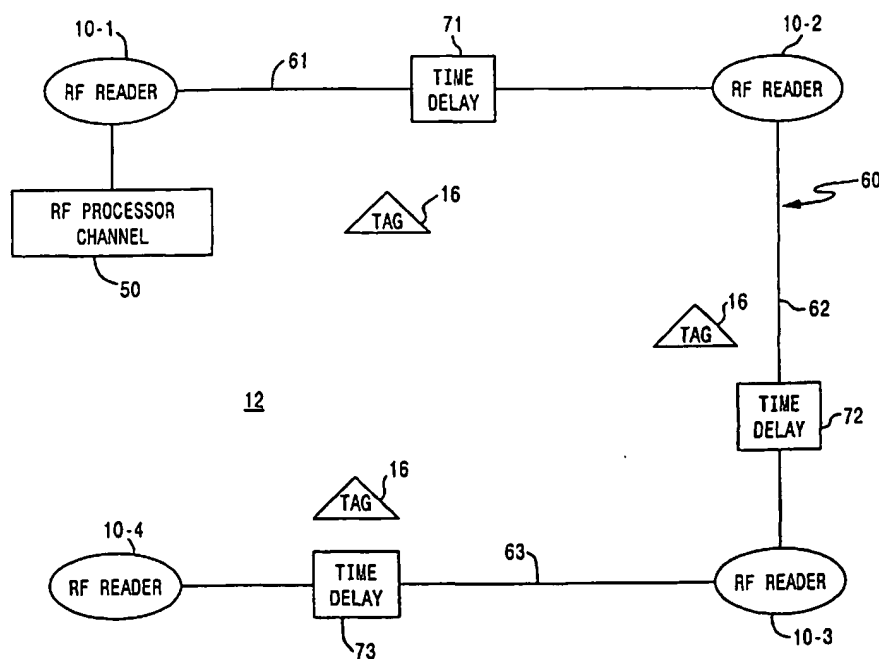 10-1
61
71
10-2
RF READER
TIME
DELAY
RF READER
RF PROCESSOR
CHANNEL
50
TAG
16
60
TAG
16
62
12
TIME
DELAY
72
TAG
16
10-4
RF READER
TIME
DELAY
73
63
RF READER
10-3